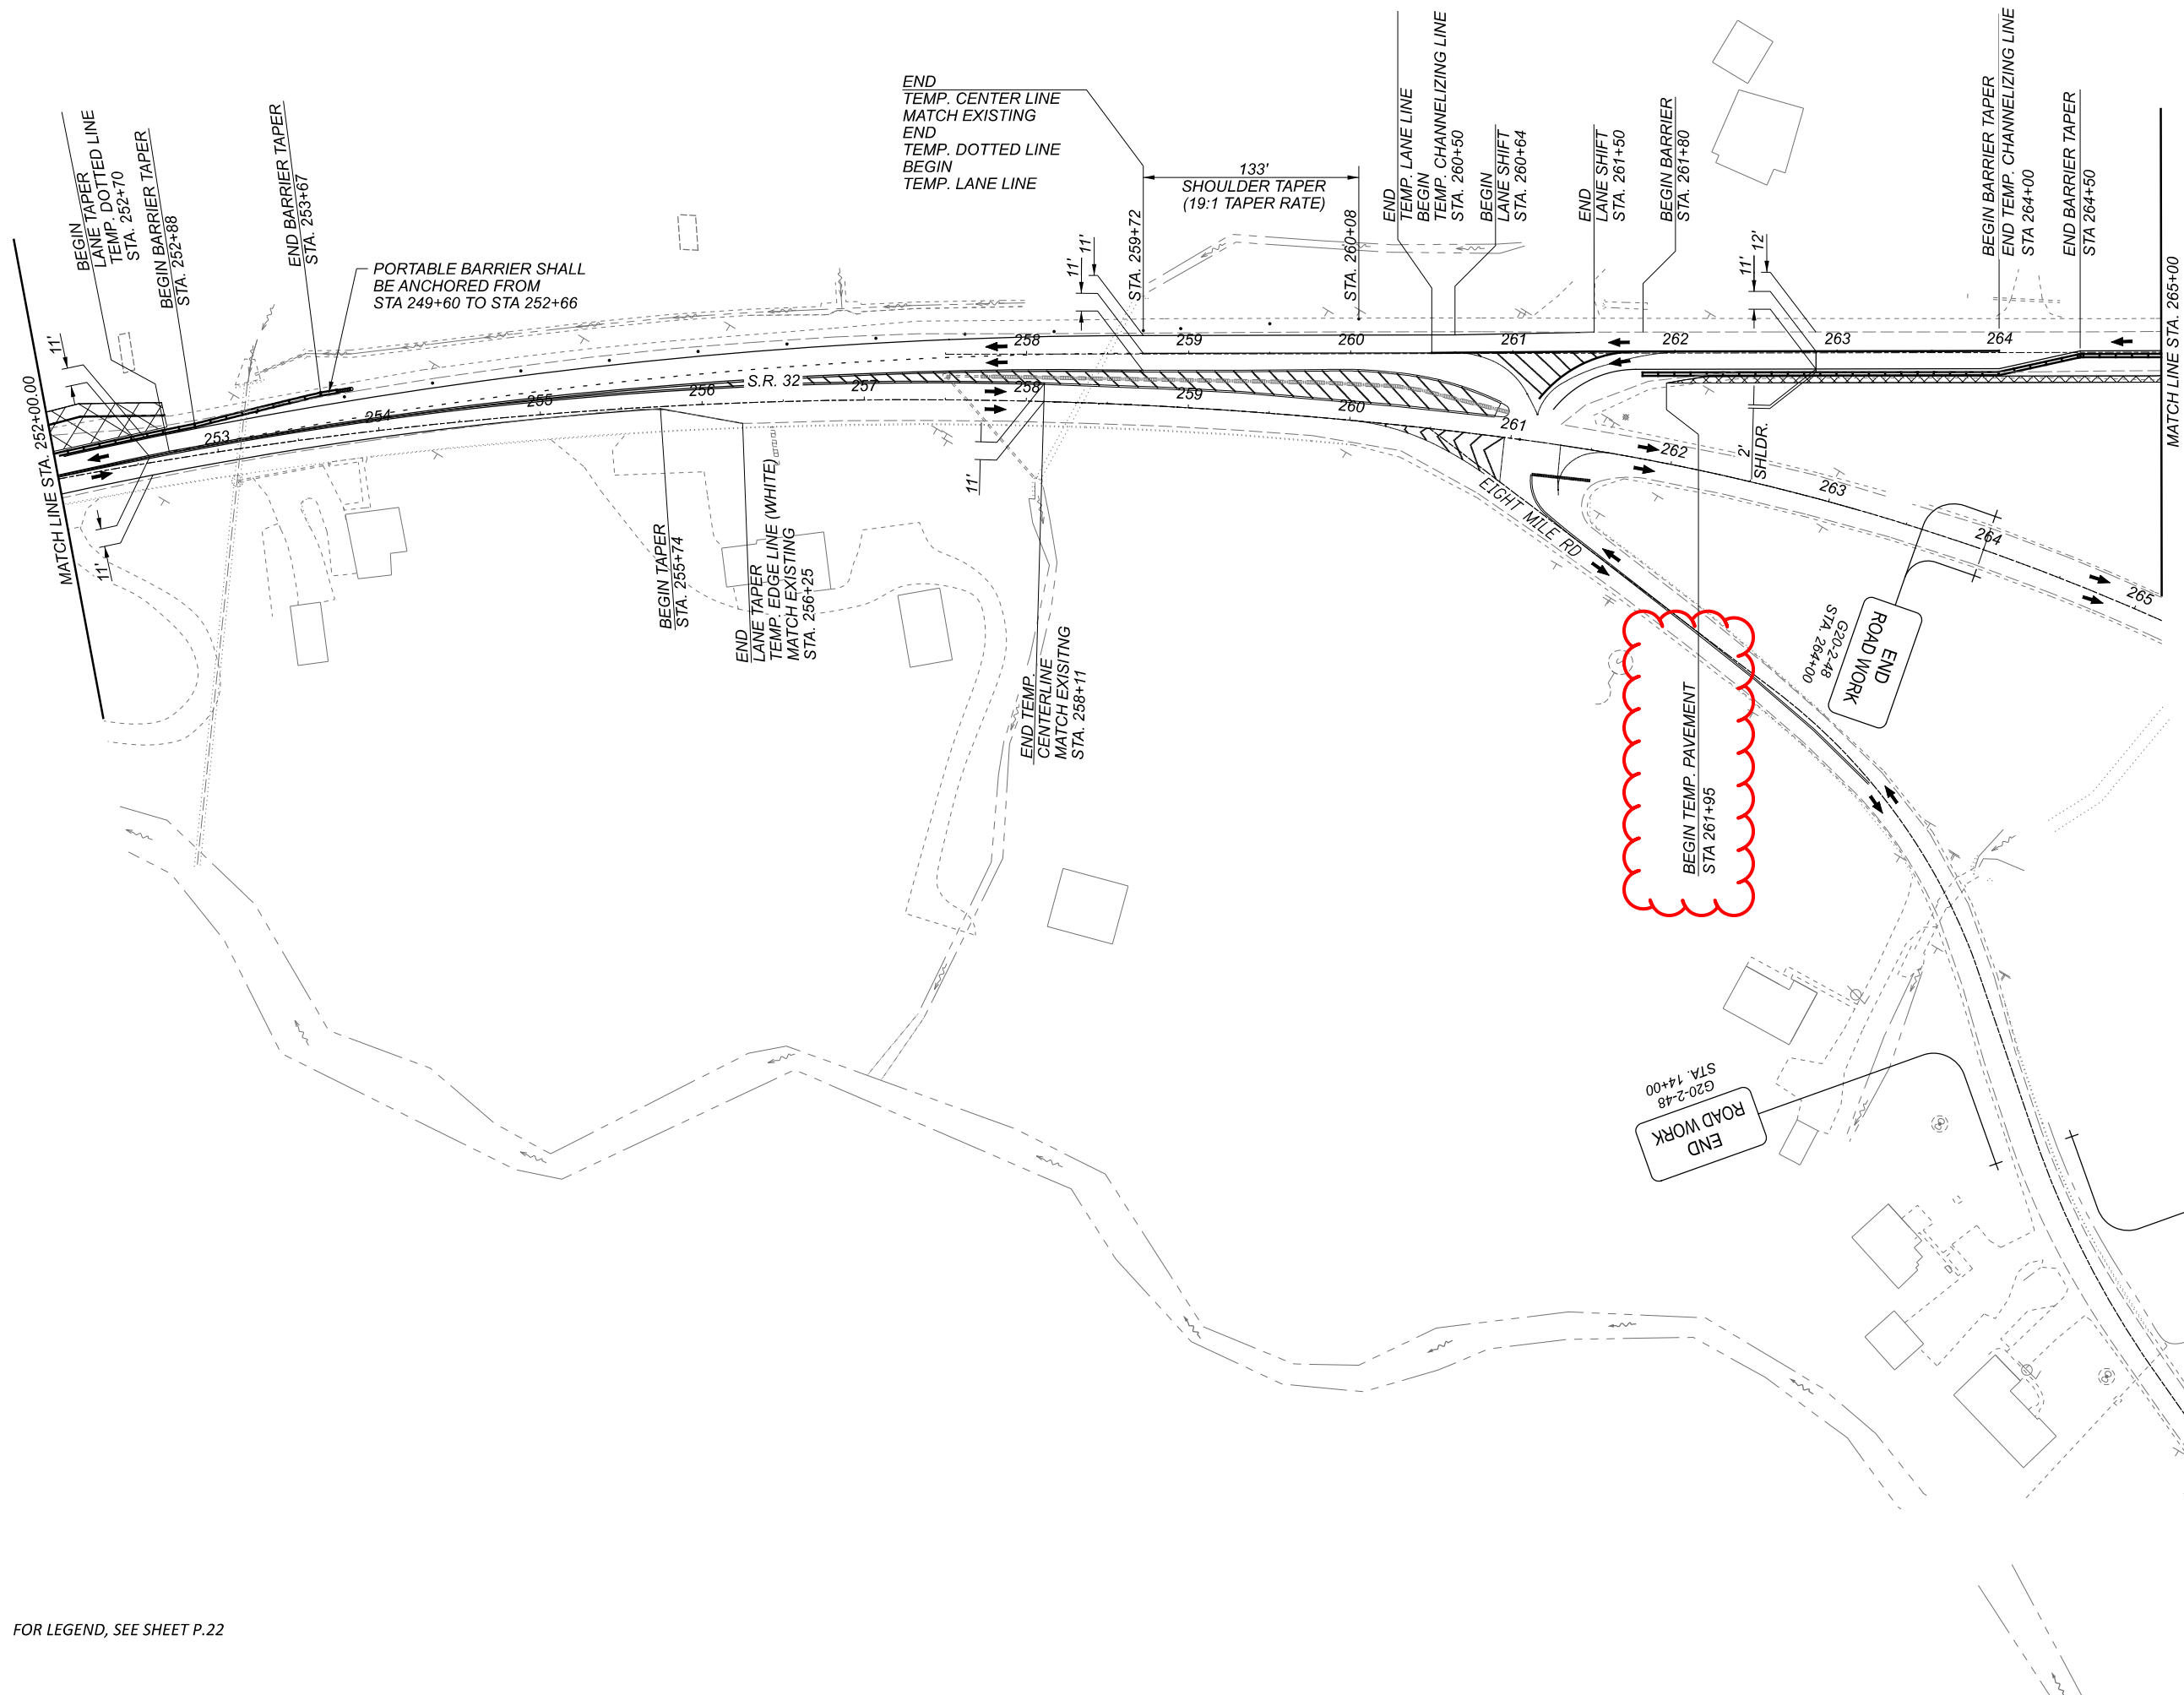 END
TEMP. CENTER LINE
MATCH EXISTING
END
TEMP. DOTTED LINE
BEGIN
TEMP. LANE LINE
BEGIN
LANE TAPER
TEMP. DOTTED LINE
STA. 252+70
BEGIN BARRIER TAPER
STA. 252+88
END BARRIER TAPER
STA. 253+67
PORTABLE BARRIER SHALL
BE ANCHORED FROM
STA 249+60 TO STA 252+66
11'
11'
STA. 259+72
133'
SHOULDER TAPER
(19:1 TAPER RATE)
STA. 260+08
END
TEMP. LANE LINE
BEGIN
TEMP. CHANNELIZING LINE
STA. 260+50
BEGIN
LANE SHIFT
STA. 260+64
END
LANE SHIFT
STA. 261+50
BEGIN BARRIER
STA. 261+80
11'
12'
BEGIN BARRIER TAPER
END TEMP. CHANNELIZING LINE
STA 264+00
END BARRIER TAPER
STA 264+50
MATCH LINE STA. 265+00
MATCH LINE STA. 252+00.00
11'
11'
253
254
255
256
S.R. 32
257
258
259
260
261
262
263
264
258
259
260
261
262
263
264
265
11'
2'
SHLDR.
EIGHT MILE RD
BEGIN TAPER
STA. 255+74
END
LANE TAPER
TEMP. EDGE LINE (WHITE)
MATCH EXISTING
STA. 256+25
END TEMP.
CENTERLINE
MATCH EXISITNG
STA. 258+11
BEGIN TEMP. PAVEMENT
STA 261+95
END
ROAD WORK
G20-2-48
STA. 264+00
END
ROAD WORK
G20-2-48
STA. 14+00
FOR LEGEND, SEE SHEET P.22